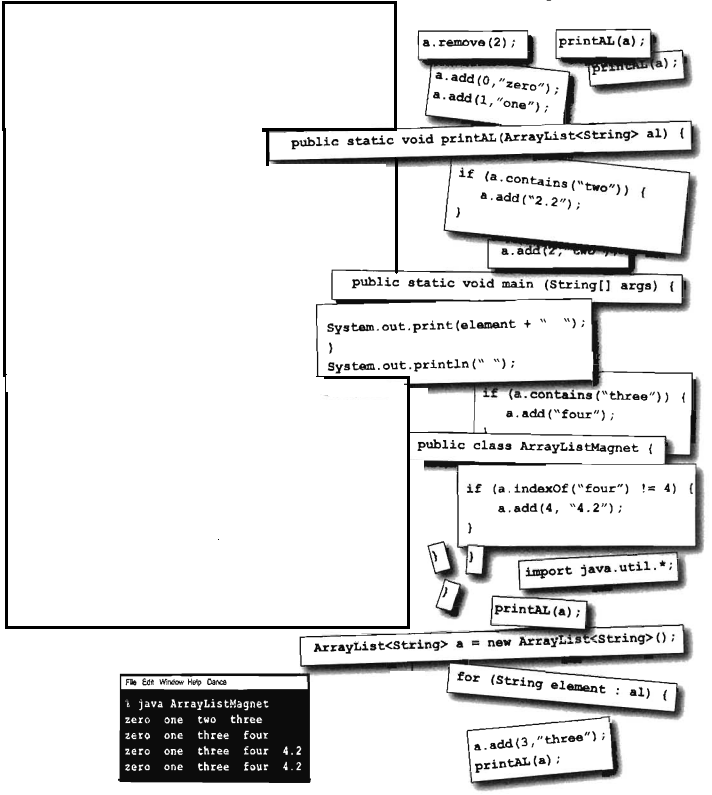 a.remove(2);
printAL(a);
printAL(a);
a.add(0,"zero");
a.add(1,"one");
public static void printAL(ArrayList<String> al) {
if (a.contains("two")) {
a.add("2.2");
}
a.add(2,"two");
public static void main (String[] args) {
System.out.print(element + "  ");
}
System.out.println(" ");
if (a.contains("three")) {
a.add("four");
}
public class ArrayListMagnet {
if (a.indexOf("four") != 4) {
a.add(4, "4.2");
}
}
}
}
import java.util.*;
printAL(a);
ArrayList<String> a = new ArrayList<String>();
for (String element : al) {
a.add(3,"three");
printAL(a);
File Edit Window Help Dance
% java ArrayListMagnet
zero one two three
zero one three four
zero one three four 4.2
zero one three four 4.2